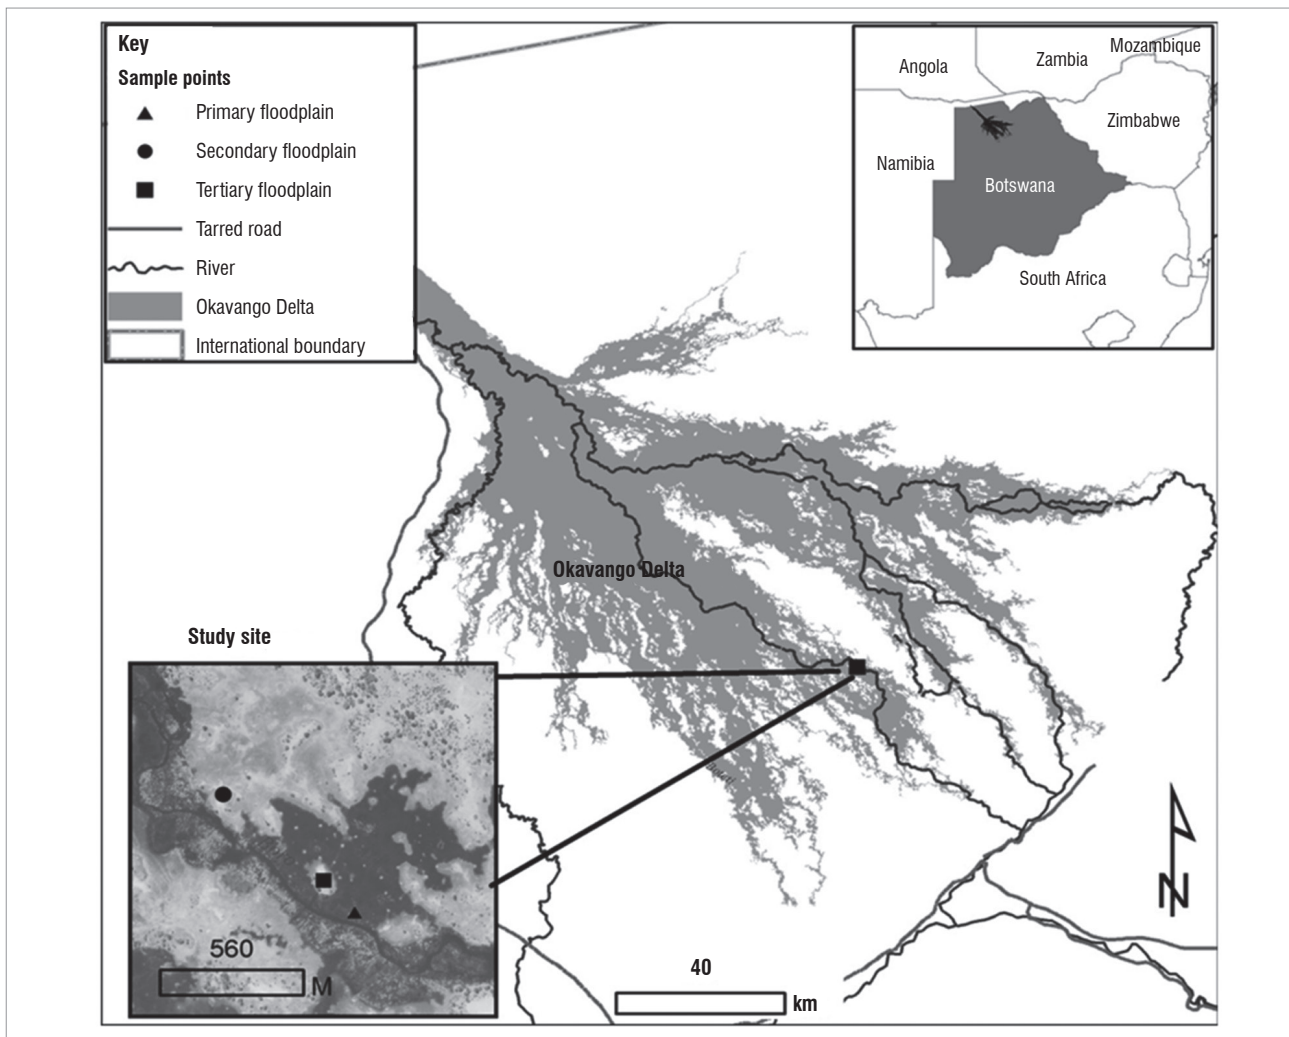 Key
Sample points
Primary floodplain
Secondary floodplain
Tertiary floodplain
Tarred road
River
Okavango Delta
International boundary
Angola
Zambia
Mozambique
Zimbabwe
Namibia
Botswana
South Africa
Okavango Delta
Study site
560
M
40
km
N